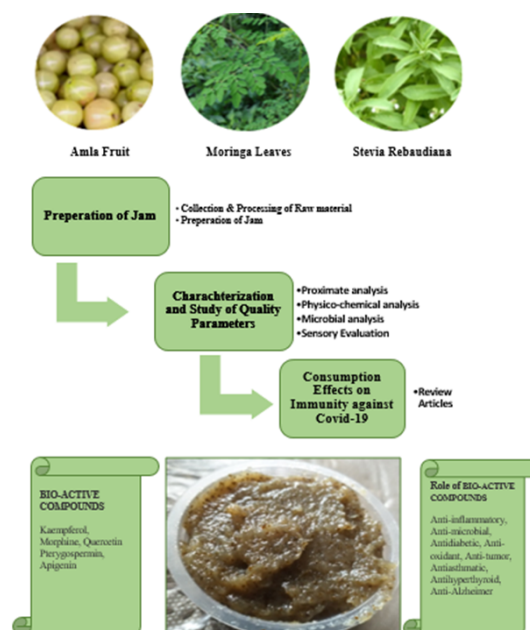 Amla Fruit
Moringa Leaves
Stevia Rebaudiana
Preperation of Jam
• Collection & Processing of Raw material
• Preperation of Jam
Charachterization
and Study of Quality
Parameters
•Proximate analysis
•Physico-chemical analysis
•Microbial analysis
•Sensory Evaluation
Consumption
Effects on
Immunity against
Covid-19
•Review
Articles
BIO-ACTIVE
COMPOUNDS
Kaempferol,
Morphine, Quercetin
Pterygospermin,
Apigenin
Role of BIO-ACTIVE
COMPOUNDS
Anti-inflammatory,
Anti-microbial,
Antidiabetic, Anti-
oxidant, Anti-tumor,
Antiasthmatic,
Antihyperthyroid,
Anti-Alzheimer